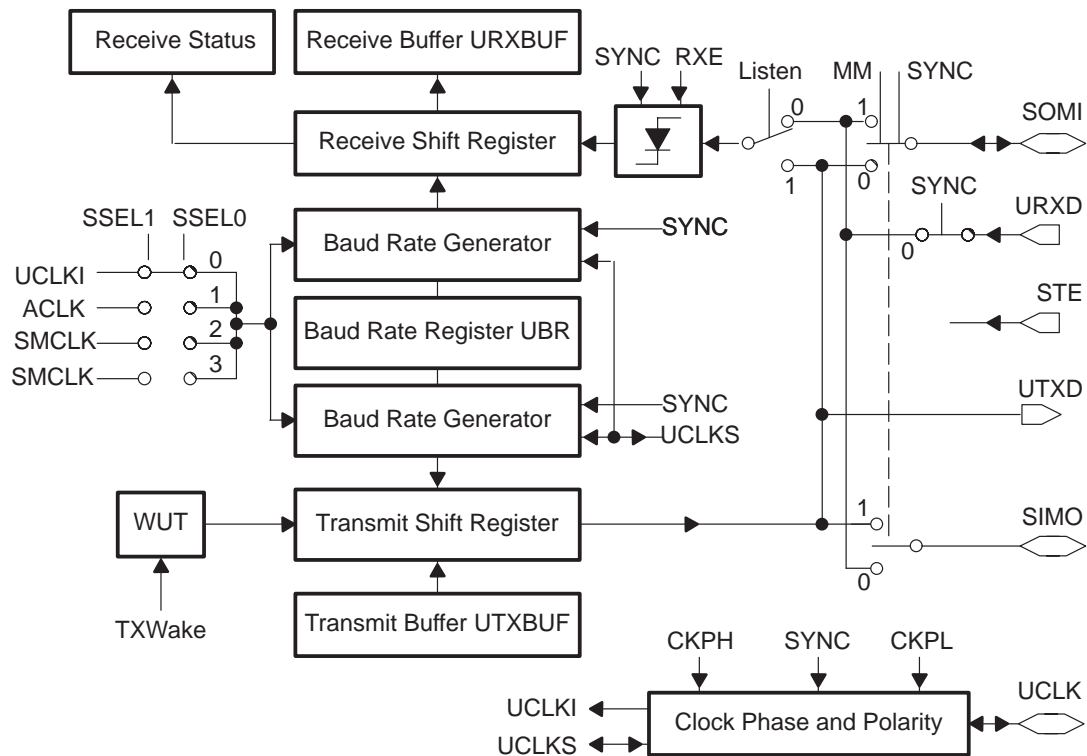 Receive Status
Receive Buffer URXBUF
SYNC RXE
Listen
MM
SYNC
SOMI
0
1
Receive Shift Register
1
0
SYNC
URXD
0
SSEL1 SSEL0
Baud Rate Generator
SYNC
UCLKI
0
ACLK
1
STE
SMCLK
2
Baud Rate Register UBR
SMCLK
3
UTXD
Baud Rate Generator
SYNC
UCLKS
WUT
Transmit Shift Register
1
SIMO
0
TXWake
Transmit Buffer UTXBUF
CKPH
SYNC
CKPL
UCLK
UCLKI
Clock Phase and Polarity
UCLKS